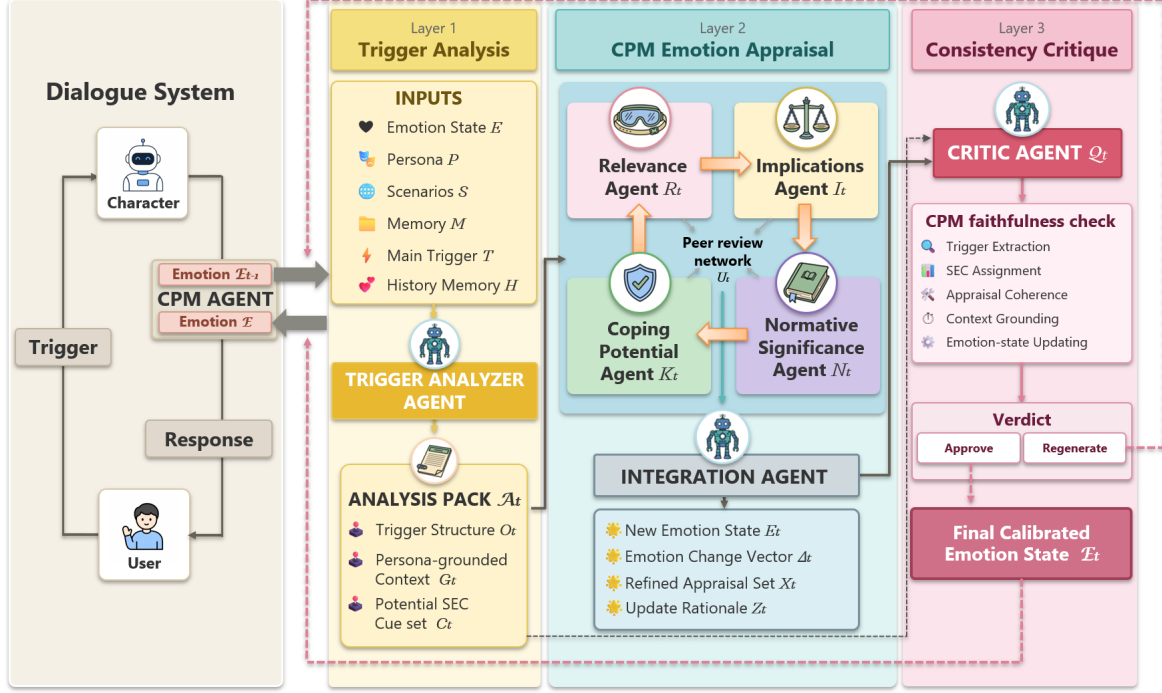 Dialogue System
Character
Emotion ℰt-1
CPM AGENT
Emotion ℰ
Trigger
Response
User
Layer 1
Trigger Analysis
INPUTS
Emotion State E
Persona P
Scenarios S
Memory M
Main Trigger T
History Memory H
TRIGGER ANALYZER
AGENT
ANALYSIS PACK 𝒜t
Trigger Structure Ot
Persona-grounded
Context Gt
Potential SEC
Cue set Ct
Layer 2
CPM Emotion Appraisal
Relevance
Agent Rt
Implications
Agent It
Peer review
network
Ut
Coping
Potential
Agent Kt
Normative
Significance
Agent Nt
INTEGRATION AGENT
New Emotion State Et
Emotion Change Vector Δt
Refined Appraisal Set Xt
Update Rationale Zt
Layer 3
Consistency Critique
CRITIC AGENT Qt
CPM faithfulness check
Trigger Extraction
SEC Assignment
Appraisal Coherence
Context Grounding
Emotion-state Updating
Verdict
Approve
Regenerate
Final Calibrated
Emotion State ℰt